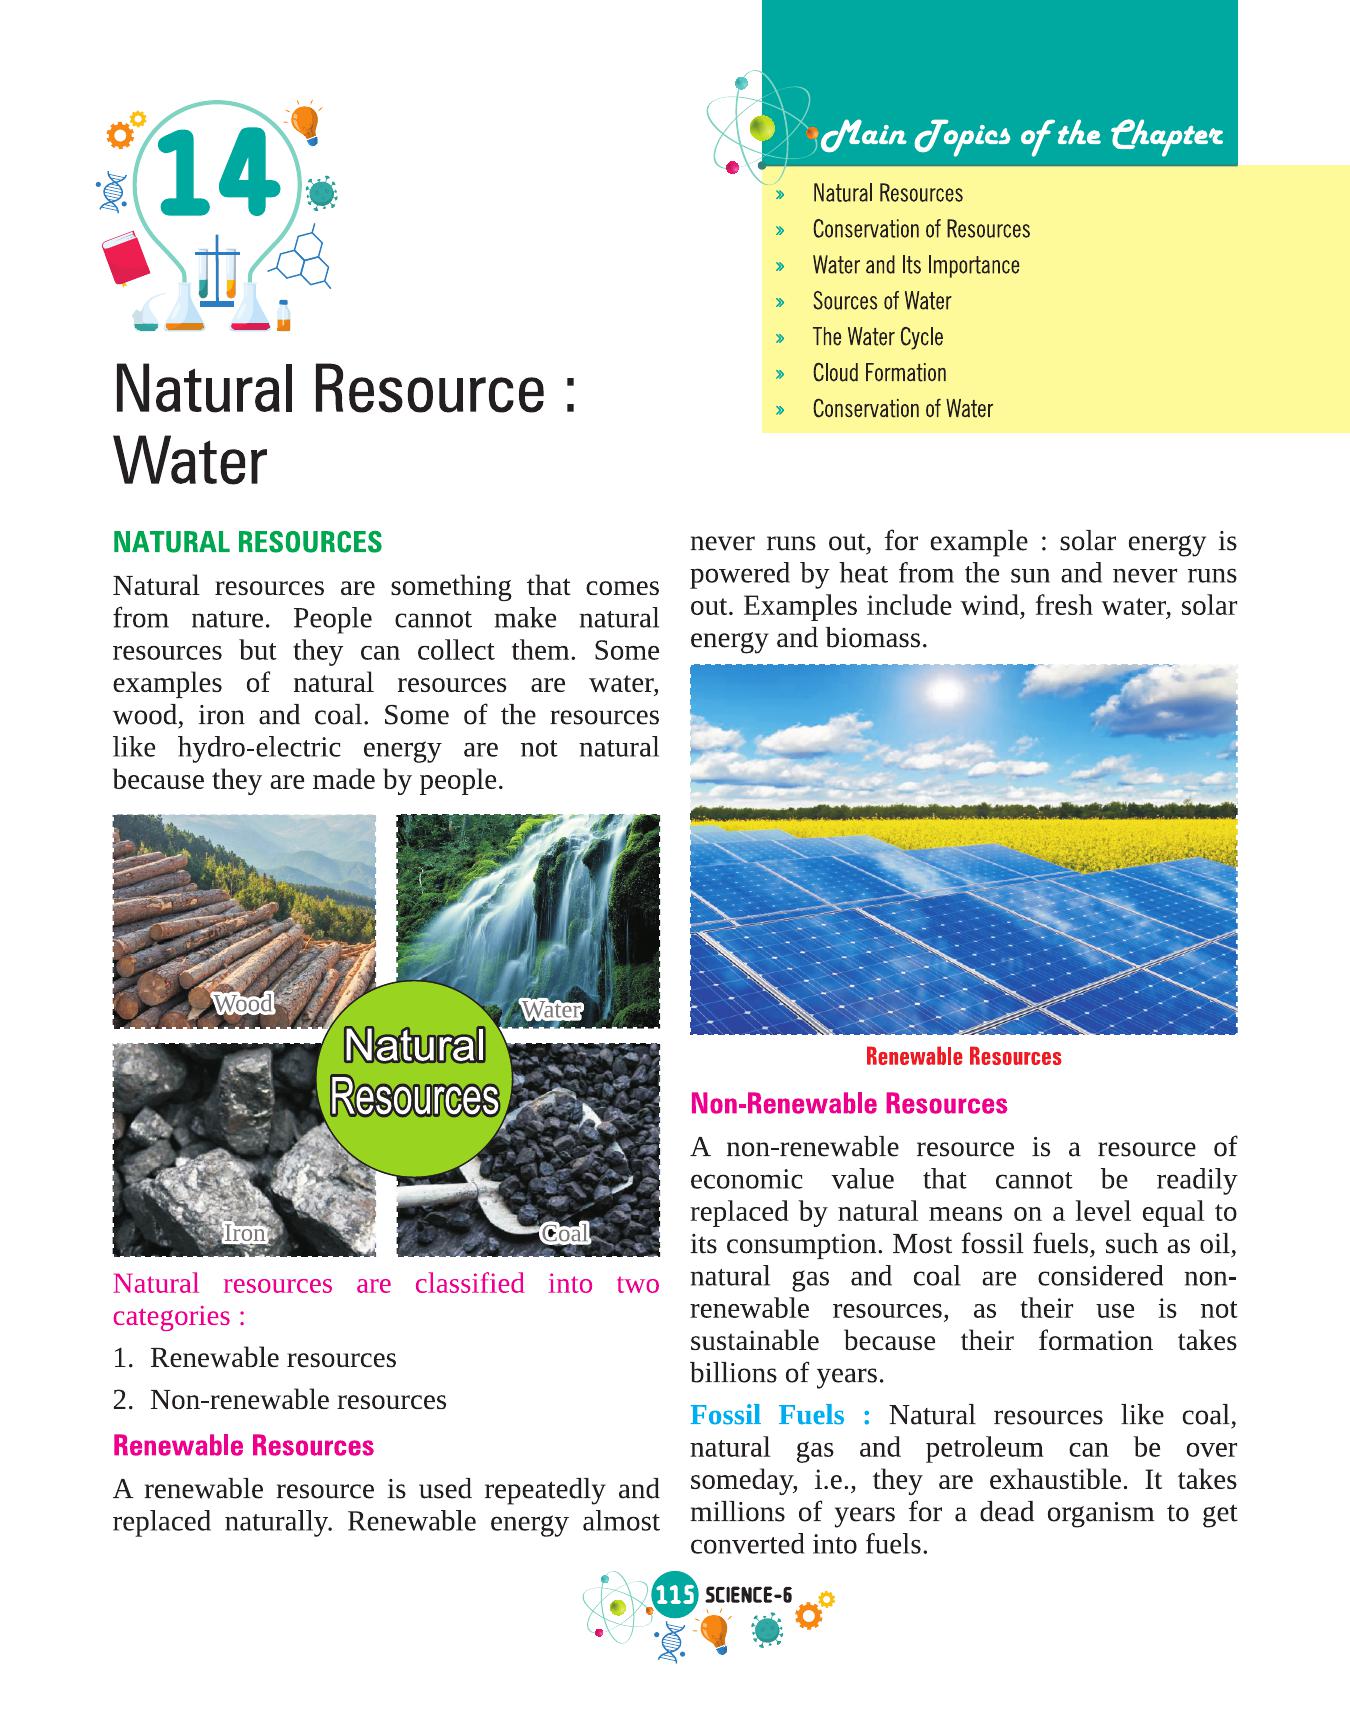 14
Natural Resource :
Water
Main Topics of the Chapter
» Natural Resources
» Conservation of Resources
» Water and Its Importance
» Sources of Water
» The Water Cycle
» Cloud Formation
» Conservation of Water
NATURAL RESOURCES
Natural resources are something that comes
from nature. People cannot make natural
resources but they can collect them. Some
examples of natural resources are water,
wood, iron and coal. Some of the resources
like hydro-electric energy are not natural
because they are made by people.
Wood
Water
Natural
Resources
Iron
Coal
Natural resources are classified into two
categories :
1. Renewable resources
2. Non-renewable resources
Renewable Resources
A renewable resource is used repeatedly and
replaced naturally. Renewable energy almost
never runs out, for example : solar energy is
powered by heat from the sun and never runs
out. Examples include wind, fresh water, solar
energy and biomass.
Renewable Resources
Non-Renewable Resources
A non-renewable resource is a resource of
economic value that cannot be readily
replaced by natural means on a level equal to
its consumption. Most fossil fuels, such as oil,
natural gas and coal are considered non-
renewable resources, as their use is not
sustainable because their formation takes
billions of years.
Fossil Fuels : Natural resources like coal,
natural gas and petroleum can be over
someday, i.e., they are exhaustible. It takes
millions of years for a dead organism to get
converted into fuels.
115 SCIENCE-6